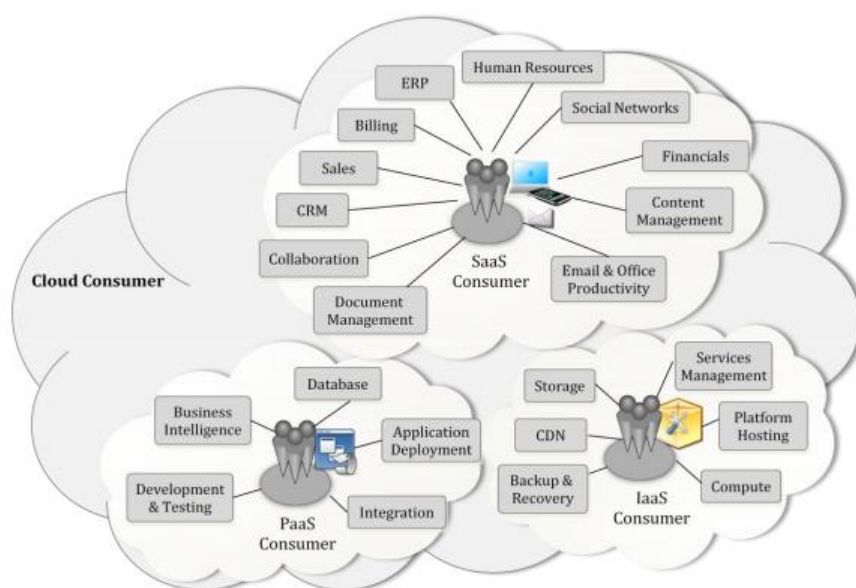 Human Resources
ERP
Social Networks
Billing
Financials
Sales
Content
Management
CRM
Collaboration
SaaS
Consumer
Email & Office
Productivity
Document
Management
Cloud Consumer
Database
Business
Intelligence
Application
Deployment
Development
& Testing
Integration
PaaS
Consumer
Services
Management
Storage
Platform
Hosting
CDN
Backup &
Recovery
Compute
IaaS
Consumer